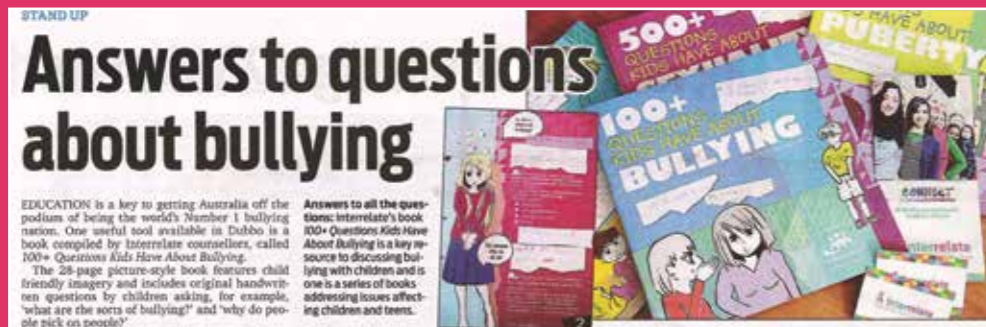 STAND UP
Answers to questions
about bullying
EDUCATION is a key to getting Australia off the
podium of being the world's Number 1 bullying
nation. One useful tool available in Dubbo is a
book compiled by Interrelate counsellors, called
100+ Questions Kids Have About Bullying.
The 28-page picture-style book features child
friendly imagery and includes original handwrit-
ten questions by children asking, for example,
'what are the sorts of bullying?' and 'why do peo-
ple pick on people?'
Answers to all the ques-
tions: Interrelate's book
100+ Questions Kids Have
About Bullying is a key re-
source to discussing bul-
lying with children and is
one is a series of books
addressing issues affect-
ing children and teens.
500+
QUESTIONS
KIDS HAVE ABOUT
SEXUALITY
KIDS HAVE ABOUT
PUBERTY
100+
QUESTIONS
KIDS HAVE ABOUT
BULLYING
CONNECT
interrelate
interrelate
2